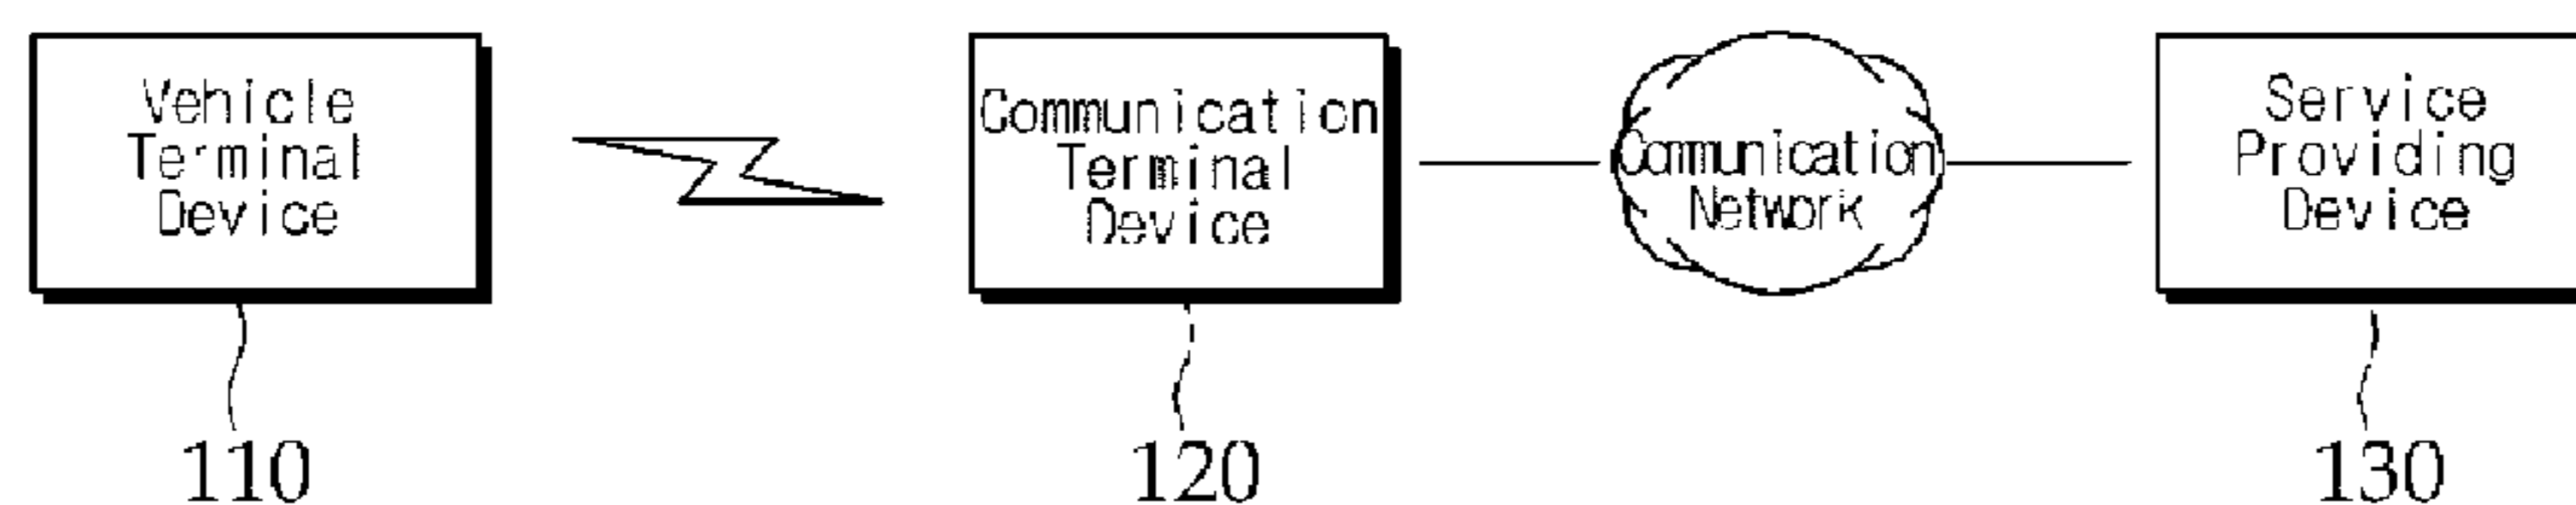 Vehicle
Terminal
Device
Communication
Terminal
Device
Communication
Network
Service
Providing
Device
110
120
130